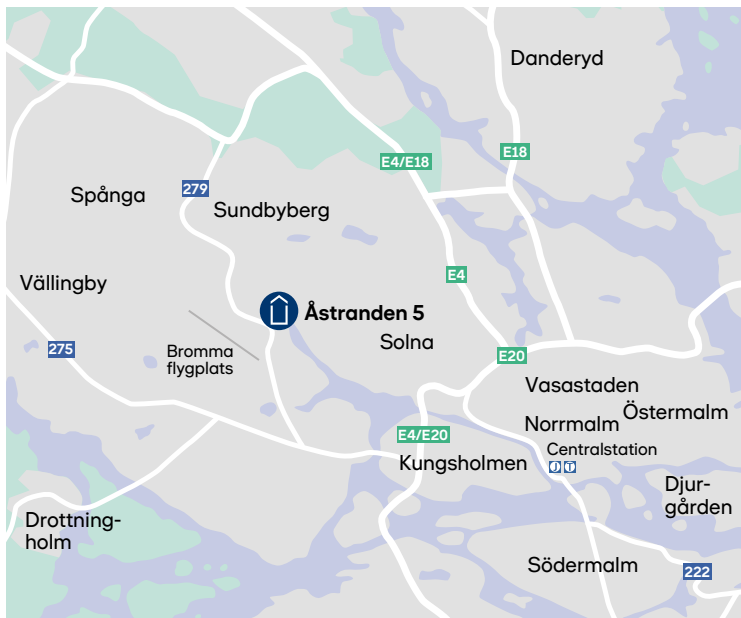 Danderyd
E18
E4/E18
Spånga
279
Sundbyberg
Vällingby
E4
Åstranden 5
Solna
275
Bromma
flygplats
E20
Vasastaden
Östermalm
Norrmalm
E4/E20
Centralstation
Kungsholmen
J T
Djur-
gården
Drottning-
holm
Södermalm
222